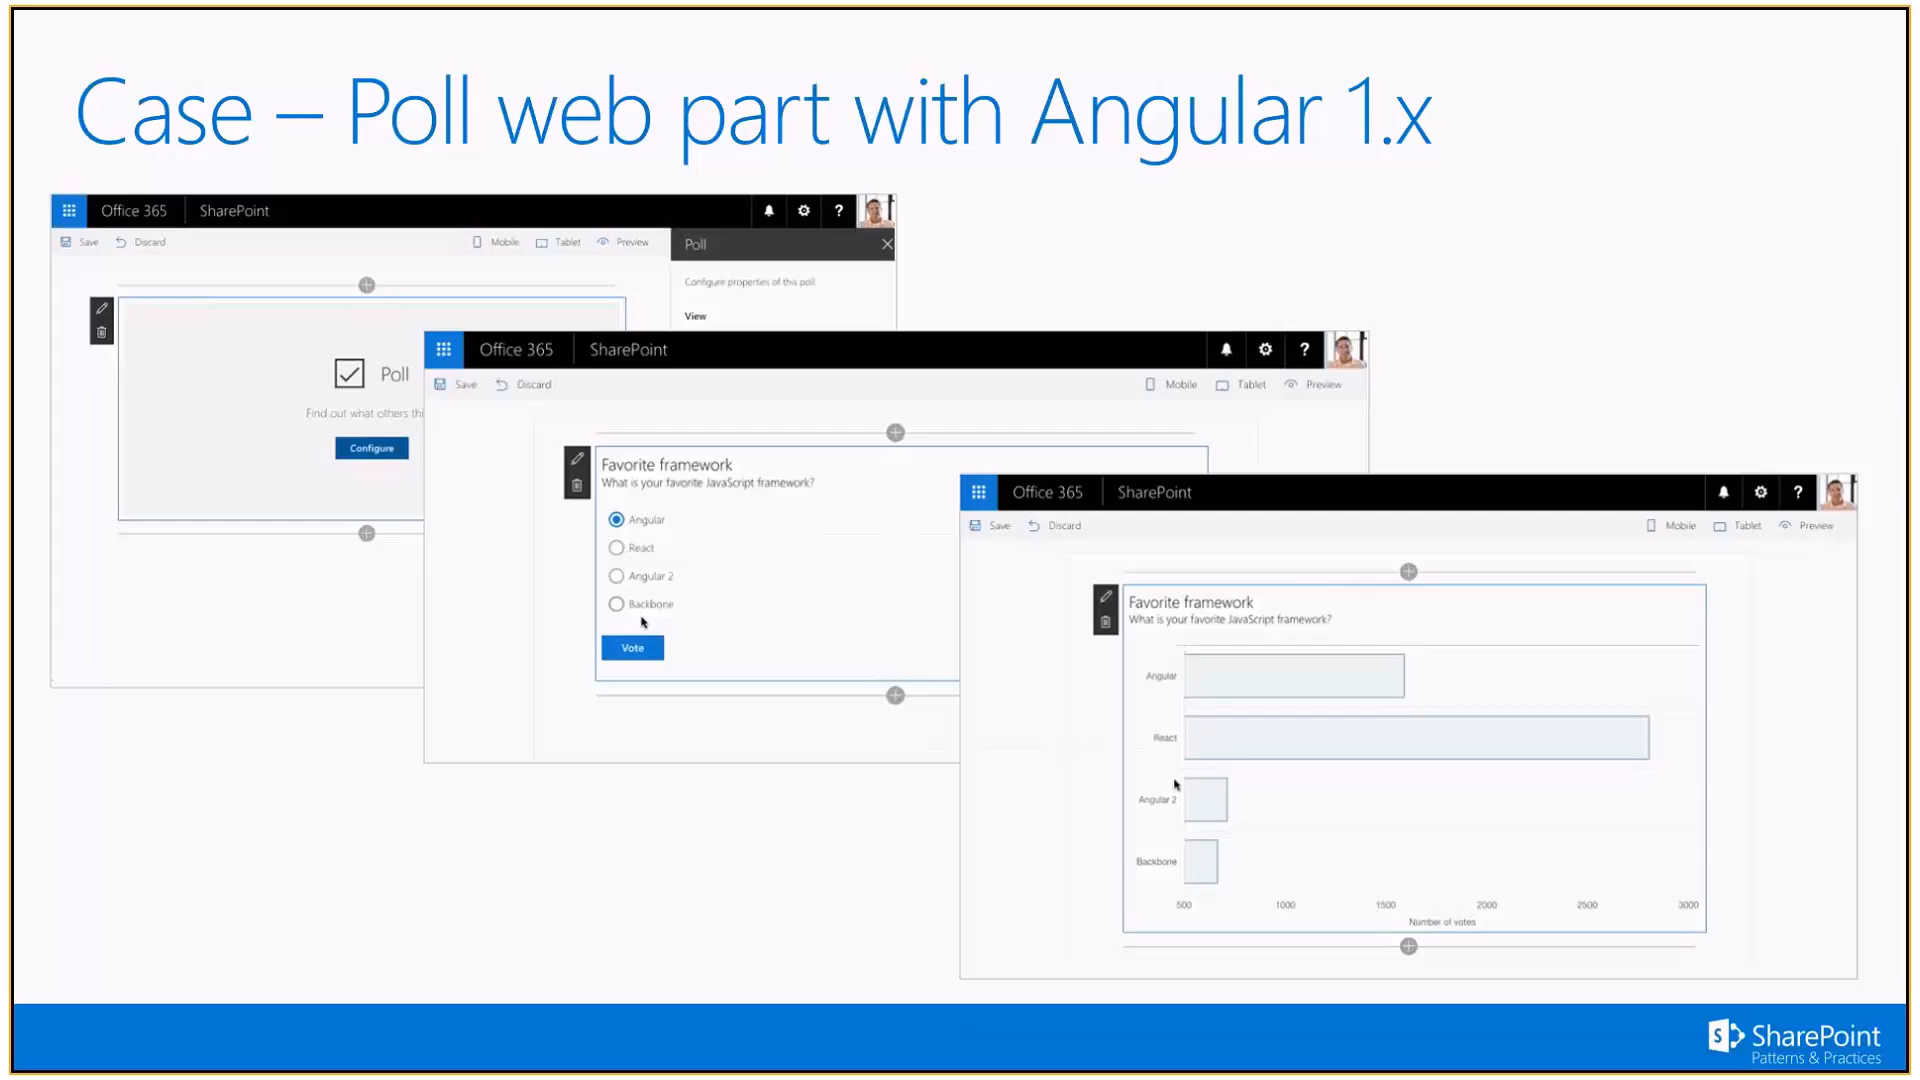 Case – Poll web part with Angular 1.x
Office 365 SharePoint ?
Save Discard Mobile Tablet Preview
Poll
Configure properties of this poll
View
Poll
Find out what others thi
Configure
Office 365 SharePoint ?
Save Discard Mobile Tablet Preview
Favorite framework
What is your favorite JavaScript framework?
Angular
React
Angular 2
Backbone
Vote
Office 365 SharePoint ?
Save Discard Mobile Tablet Preview
Favorite framework
What is your favorite JavaScript framework?
Angular
React
Angular 2
Backbone
500 1000 1500 2000 2500 3000
Number of votes
SharePoint
Patterns & Practices